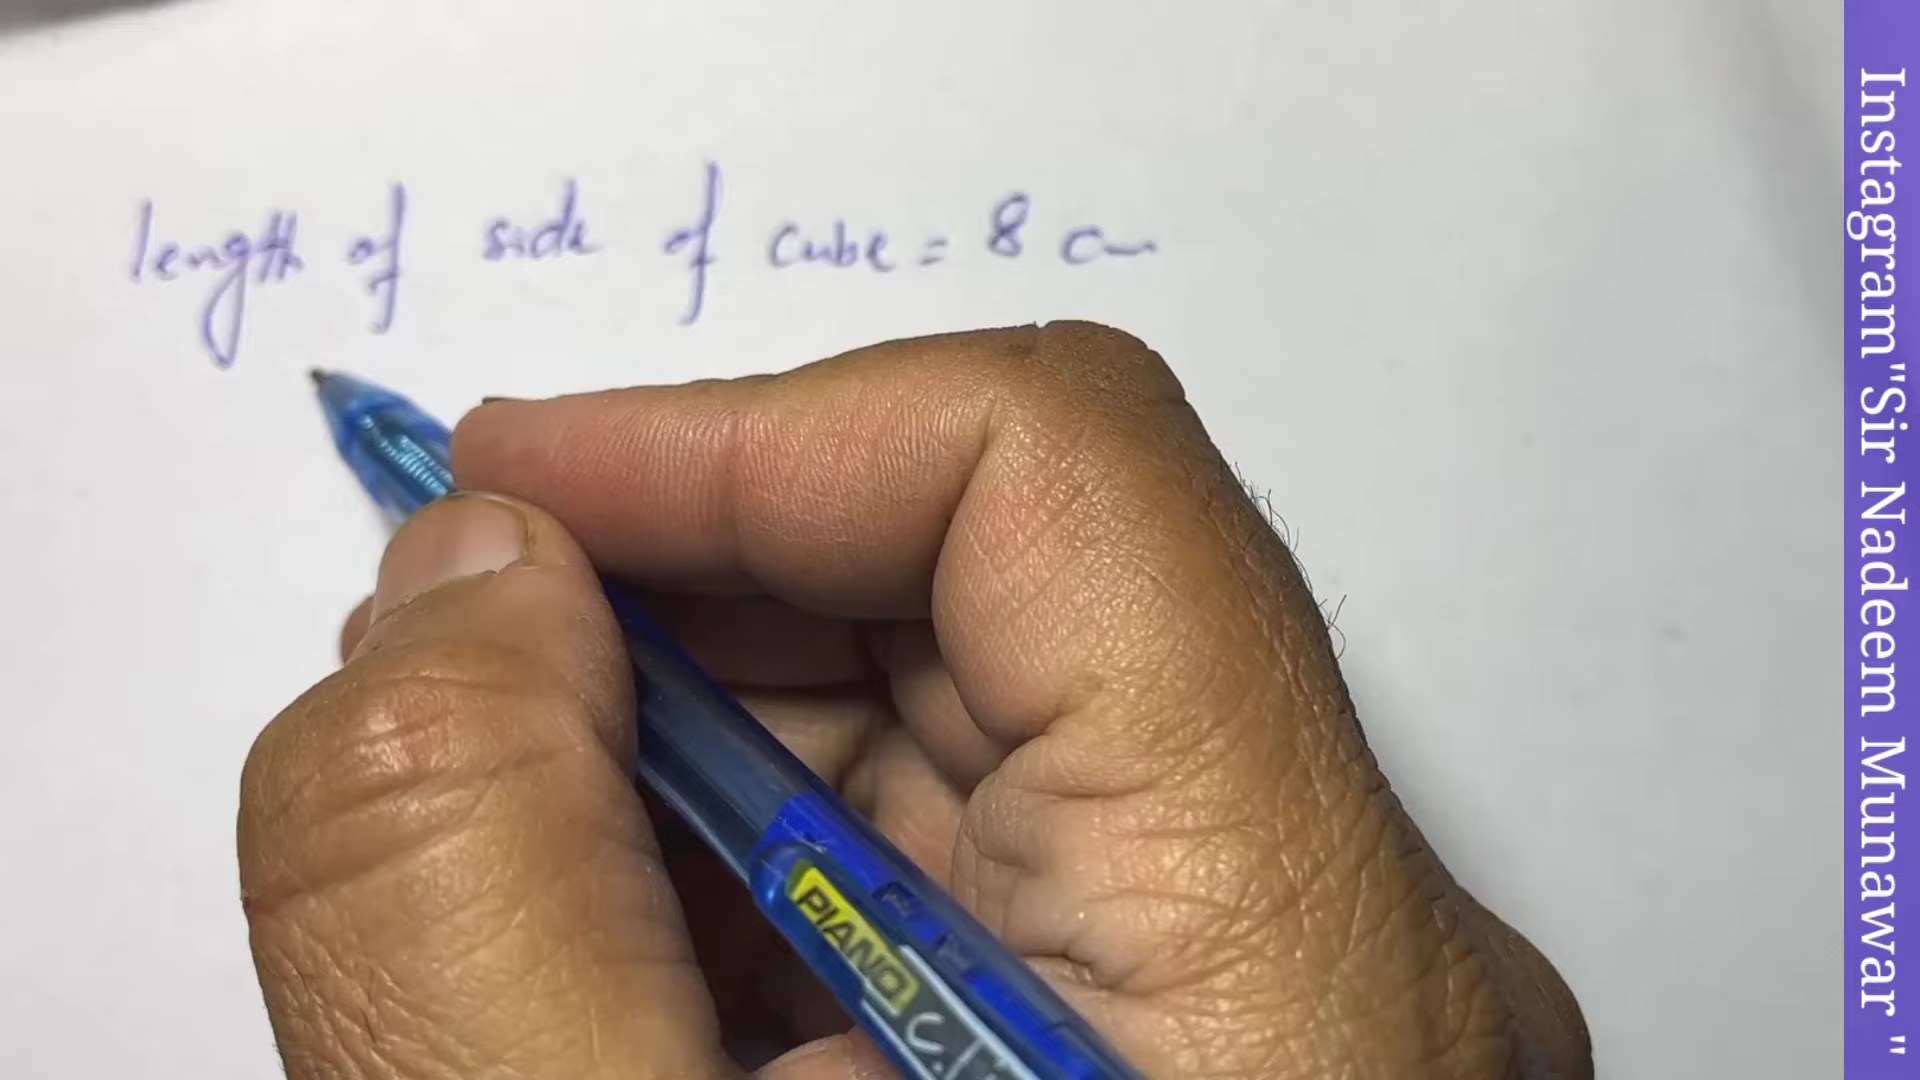 length of side of cube = 8 cm
PIANO
Instagram"Sir Nadeem Munawar "